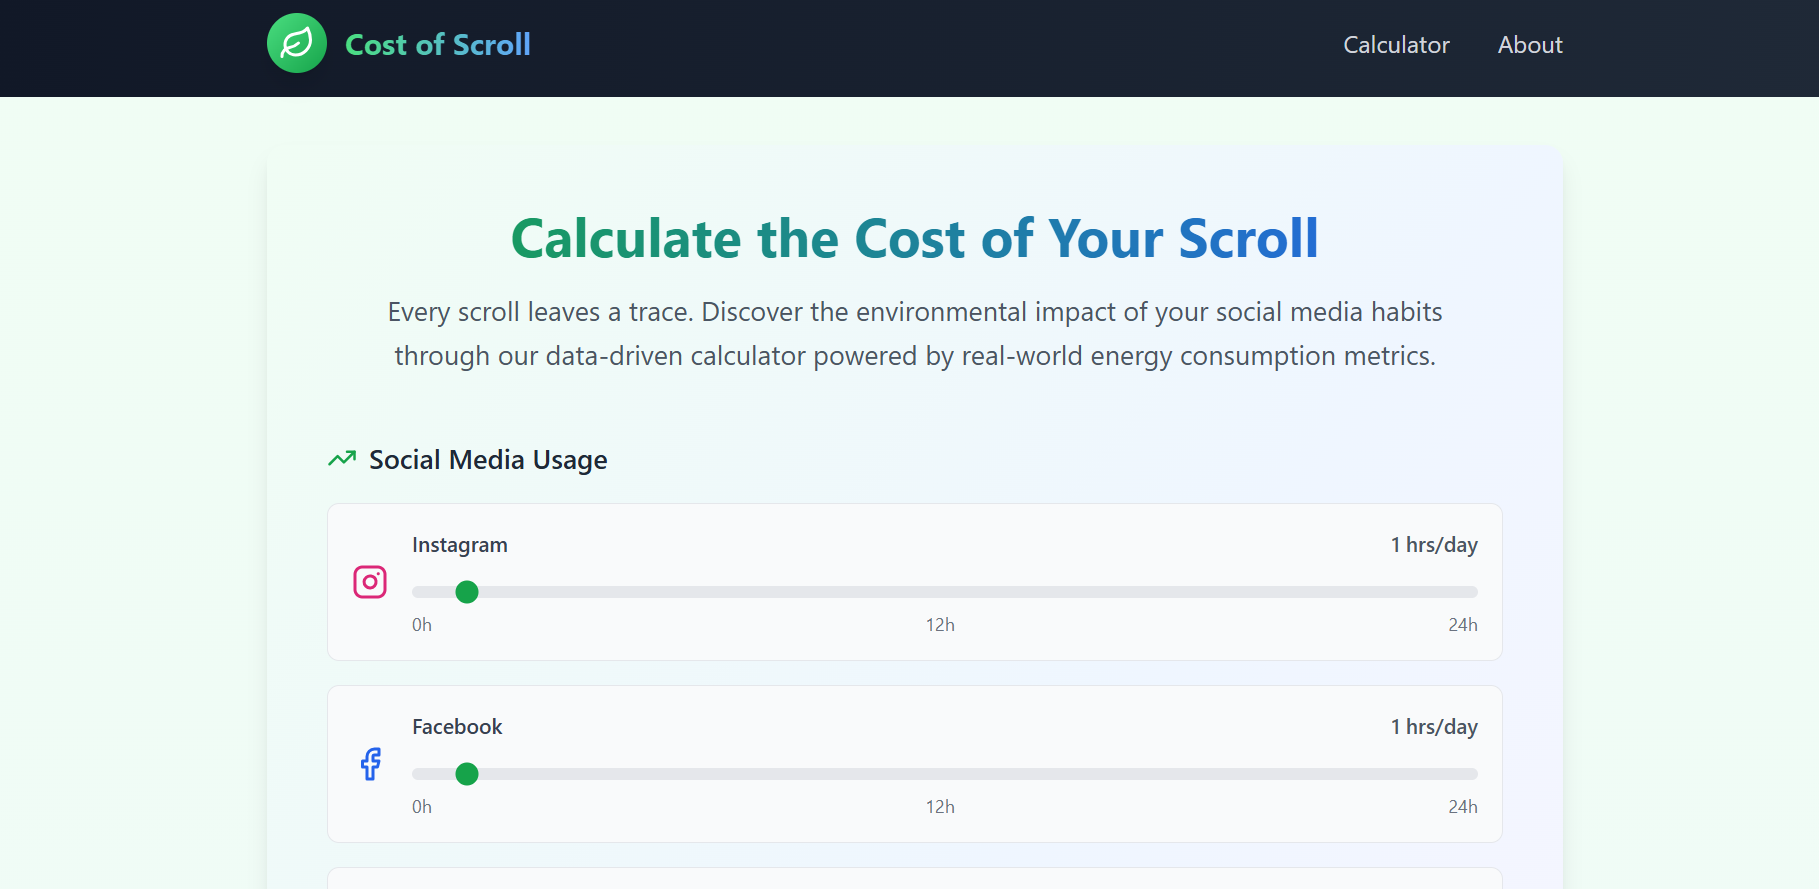 Cost of Scroll
Calculator
About
Calculate the Cost of Your Scroll
Every scroll leaves a trace. Discover the environmental impact of your social media habits
through our data-driven calculator powered by real-world energy consumption metrics.
Social Media Usage
Instagram
1 hrs/day
0h
12h
24h
Facebook
1 hrs/day
0h
12h
24h